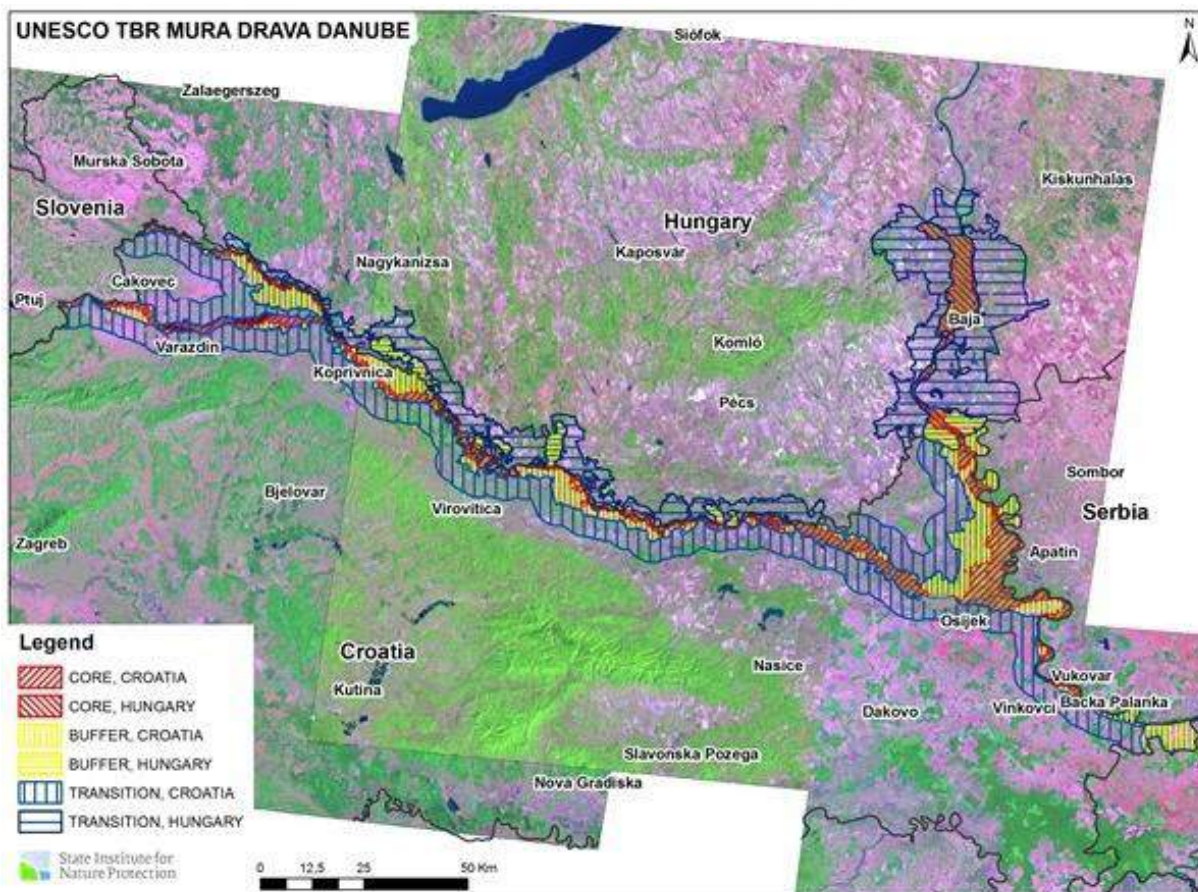 UNESCO TBR MURA DRAVA DANUBE
N
Siófok
Zalaegerszeg
Murska Sobota
Kiskunhalas
Slovenia
Hungary
Kaposvár
Nagykanizsa
Cakovec
Ptuj
Baja
Varazdin
Komló
Koprivnica
Pécs
Sombor
Bjelovar
Virovitica
Serbia
Zagreb
Apatin
Osijek
Legend
Croatia
Nasice
CORE, CROATIA
Vukovar
Kutina
CORE, HUNGARY
Backa Palanka
Vinkovci
Dakovo
BUFFER, CROATIA
Slavonska Pozega
BUFFER, HUNGARY
Nova Gradiska
TRANSITION, CROATIA
TRANSITION, HUNGARY
State Institute for
Nature Protection
0 12,5 25 50 Km